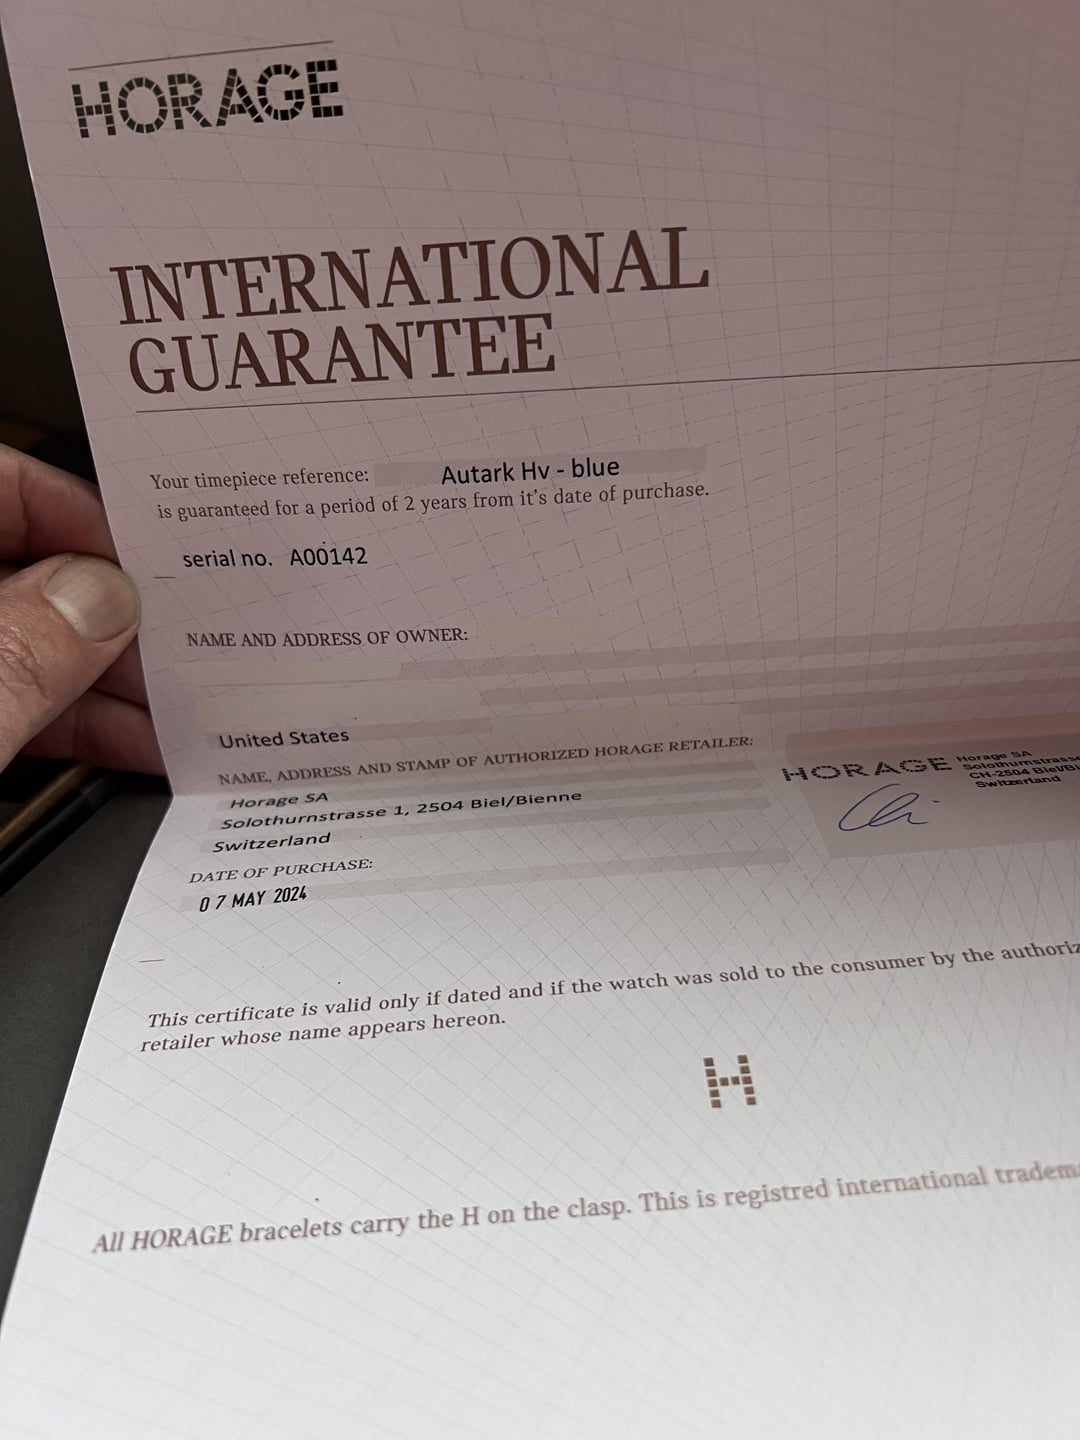 HORAGE
INTERNATIONAL
GUARANTEE
Your timepiece reference: Autark Hv - blue
is guaranteed for a period of 2 years from it's date of purchase.
serial no. A00142
NAME AND ADDRESS OF OWNER:
United States
NAME, ADDRESS AND STAMP OF AUTHORIZED HORAGE RETAILER:
Horage SA
Solothurnstrasse 1, 2504 Biel/Bienne
Switzerland
HORAGE
Horage SA
Solothurnstrasse
CH-2504
Switzerland
DATE OF PURCHASE:
07 MAY 2024
This certificate is valid only if dated and if the watch was sold to the consumer by the
retailer whose name appears hereon.
H
All HORAGE bracelets carry the H on the clasp. This is registred international